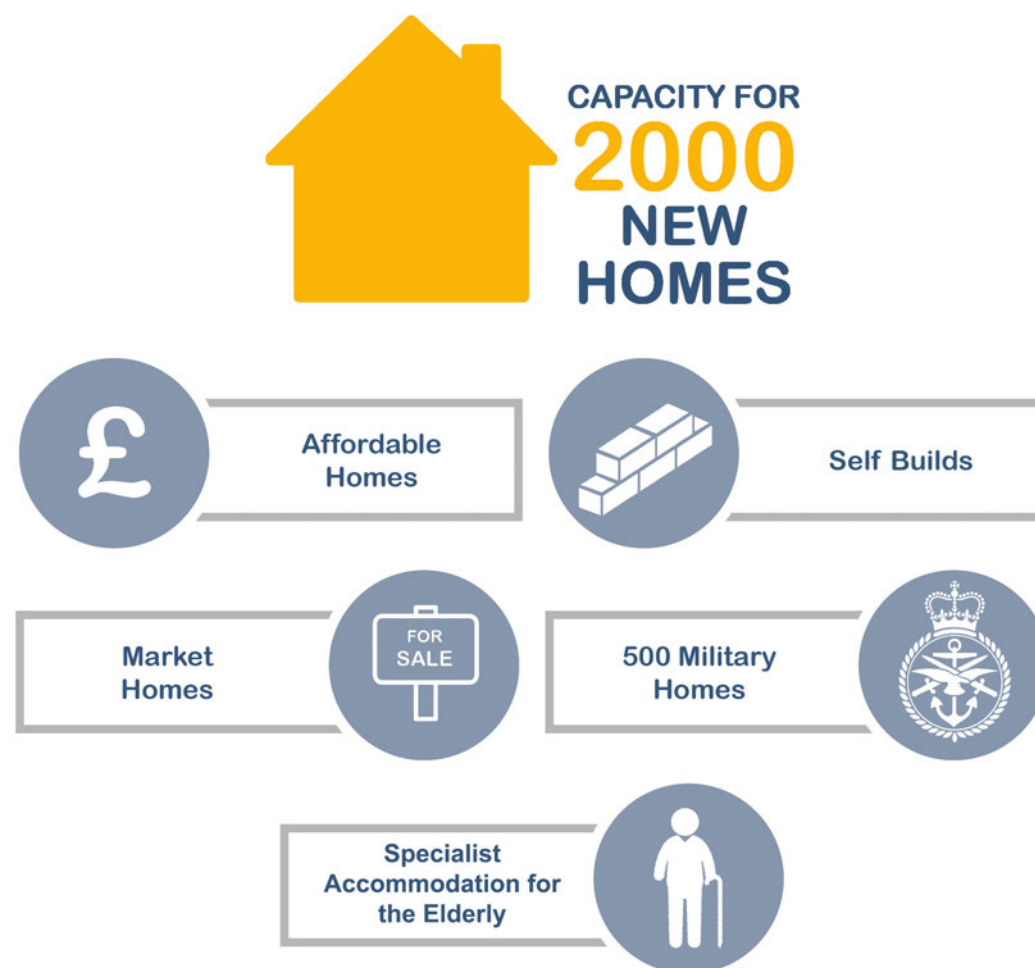 CAPACITY FOR
2000
NEW
HOMES
£
Affordable
Homes
Self Builds
Market
Homes
FOR
SALE
500 Military
Homes
Specialist
Accommodation for
the Elderly